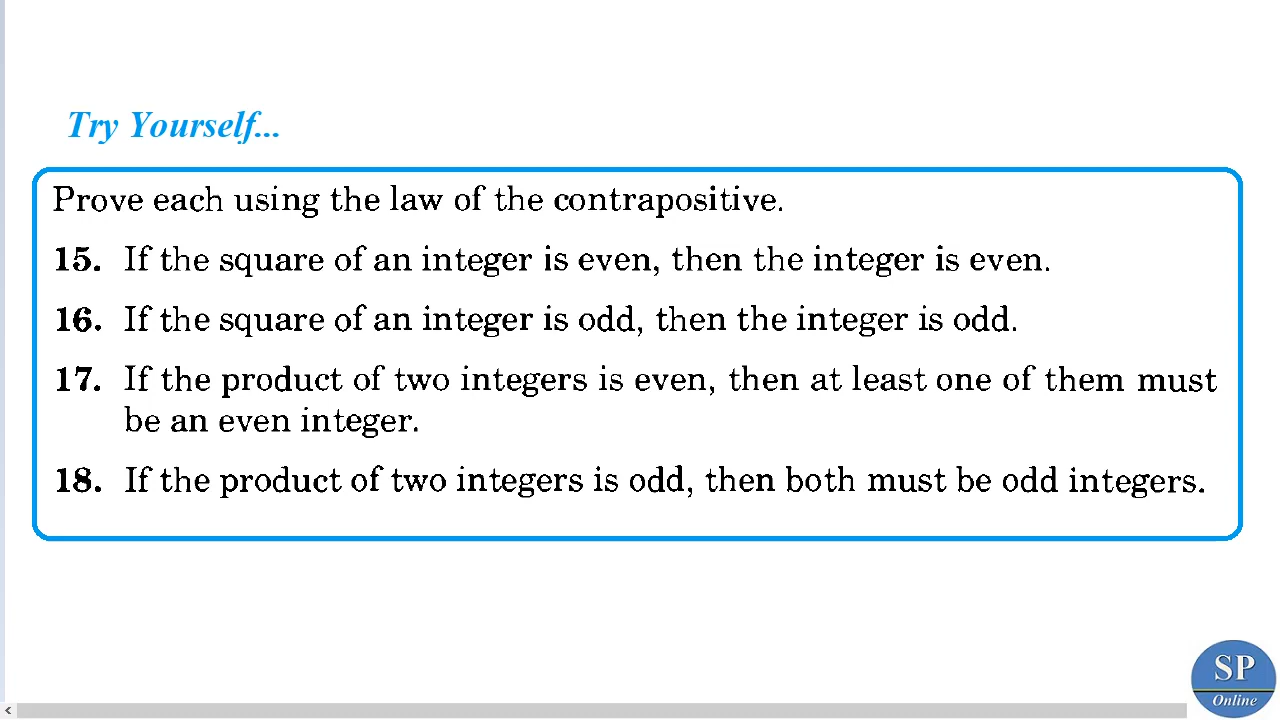 Try Yourself...
Prove each using the law of the contrapositive.
15. If the square of an integer is even, then the integer is even.
16. If the square of an integer is odd, then the integer is odd.
17. If the product of two integers is even, then at least one of them must
be an even integer.
18. If the product of two integers is odd, then both must be odd integers.
SP
Online